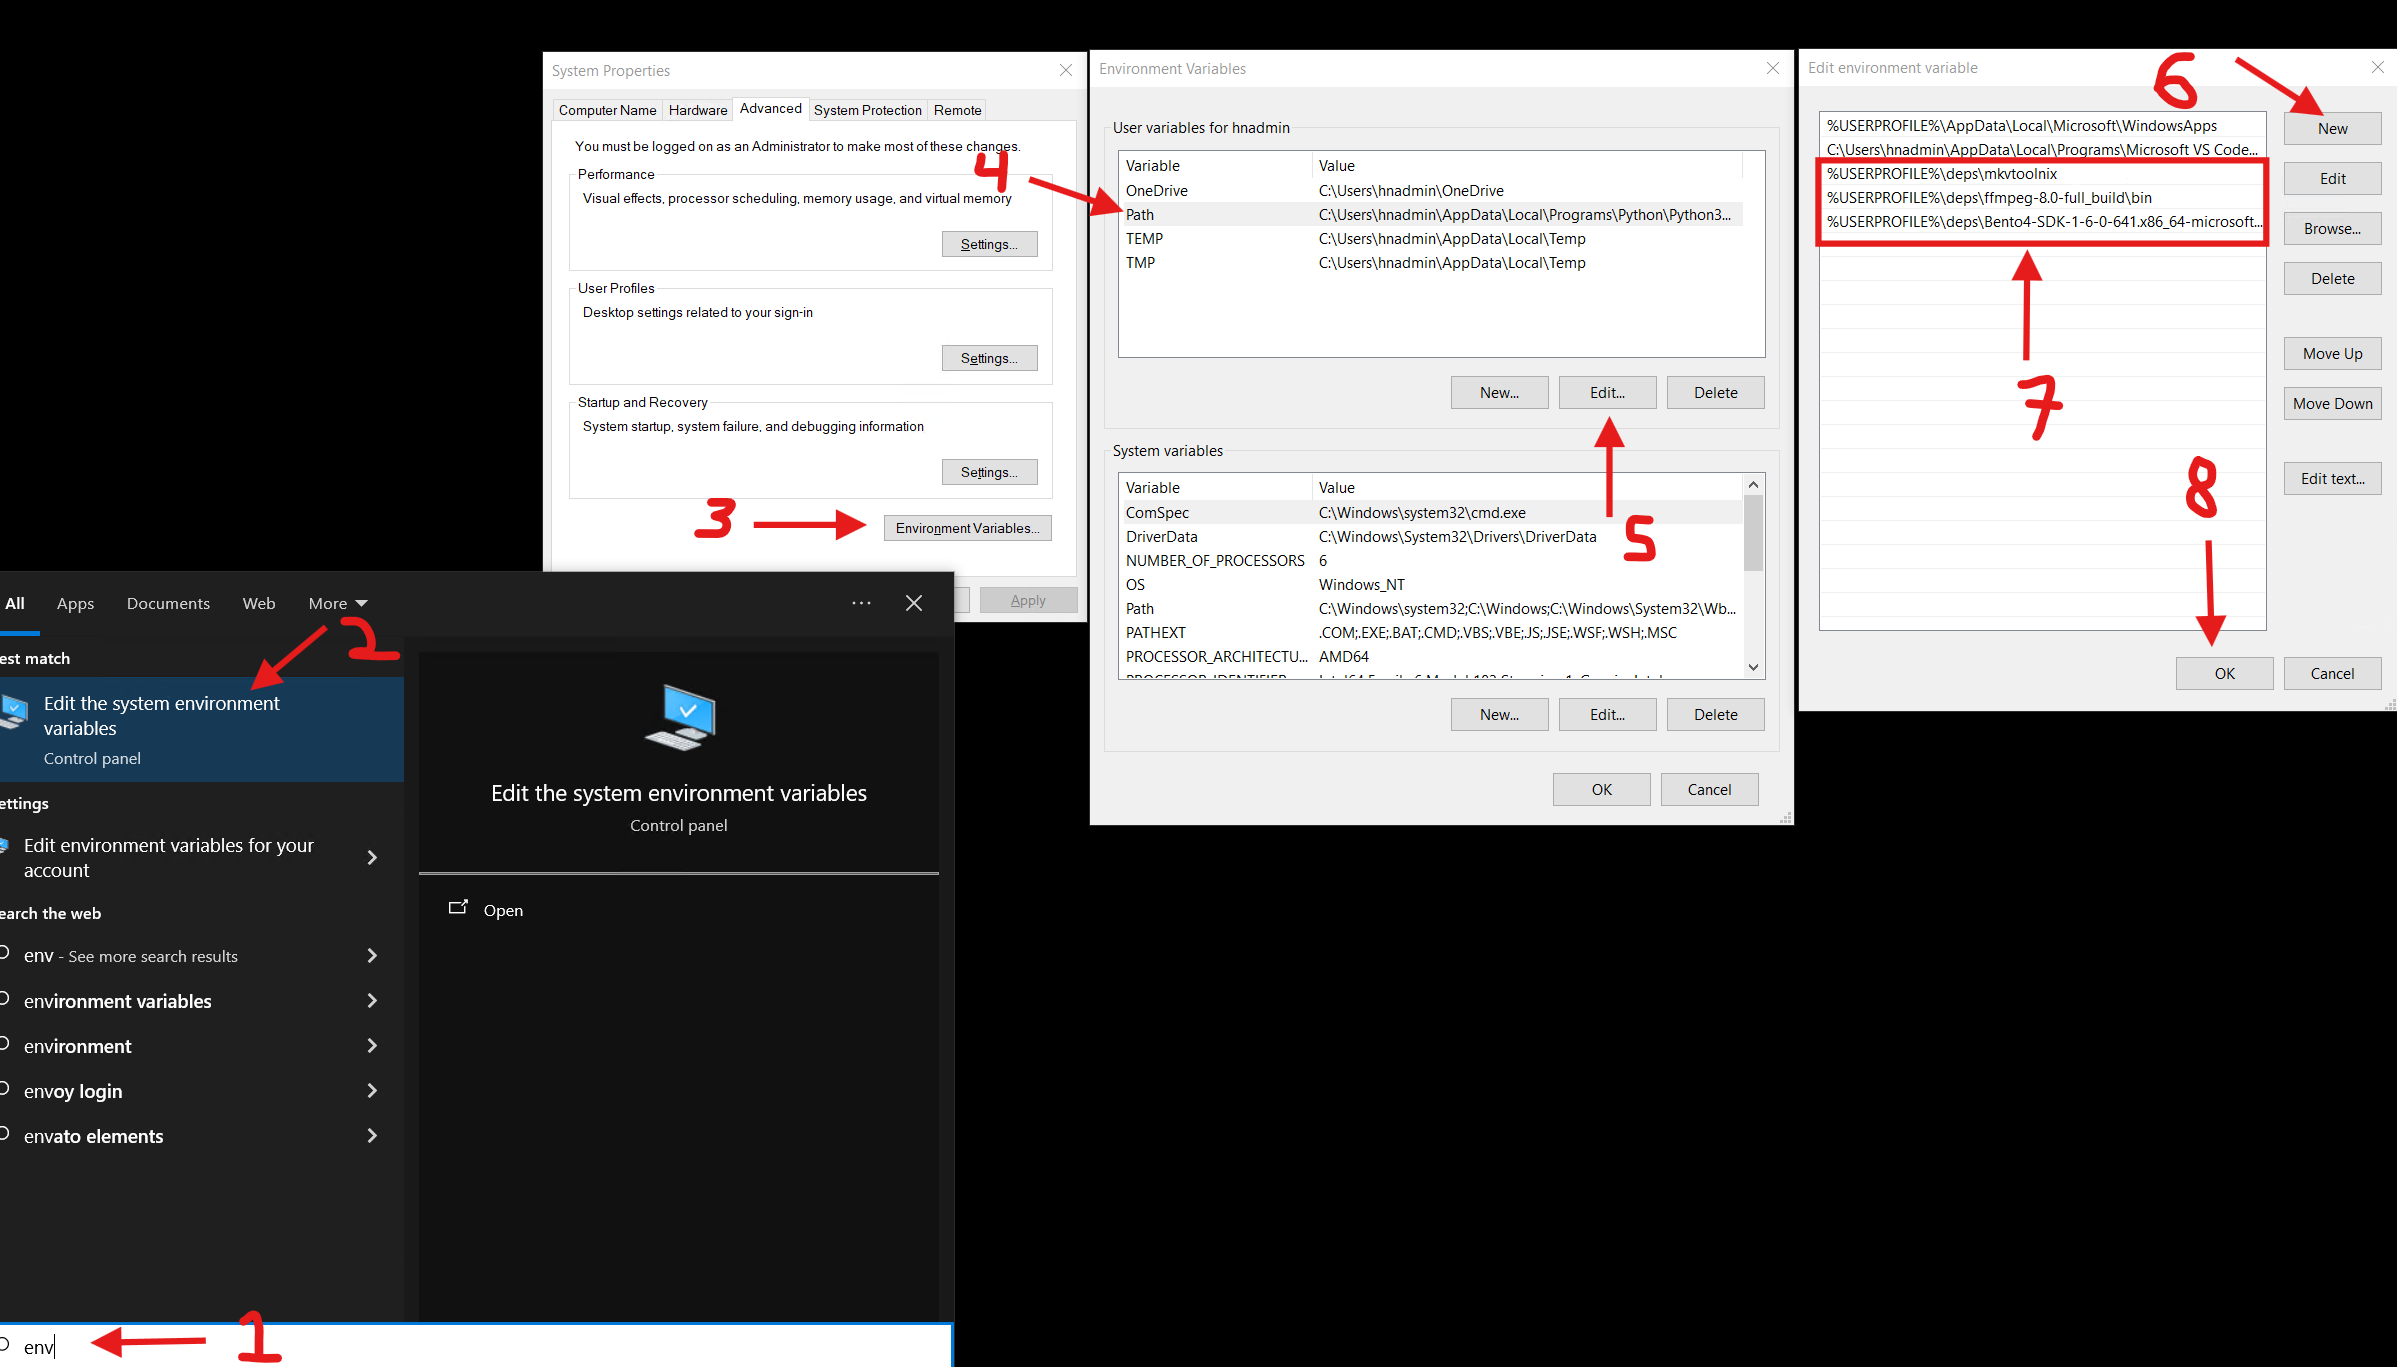 System Properties
Computer Name
Hardware
Advanced
System Protection
Remote
You must be logged on as an Administrator to make most of these changes.
Performance
Visual effects, processor scheduling, memory usage, and virtual memory
Settings...
User Profiles
Desktop settings related to your sign-in
Settings...
Startup and Recovery
System startup, system failure, and debugging information
Settings...
3
Environment Variables...
Apply
Environment Variables
User variables for hnadmin
Variable Value
OneDrive C:\Users\hnadmin\OneDrive
4
Path C:\Users\hnadmin\AppData\Local\Programs\Python\Python3...
TEMP C:\Users\hnadmin\AppData\Local\Temp
TMP C:\Users\hnadmin\AppData\Local\Temp
New... Edit... Delete
5
System variables
Variable Value
ComSpec C:\Windows\system32\cmd.exe
DriverData C:\Windows\System32\Drivers\DriverData
NUMBER_OF_PROCESSORS 6
OS Windows_NT
Path C:\Windows\system32;C:\Windows;C:\Windows\System32\Wb...
PATHEXT .COM;.EXE;.BAT;.CMD;.VBS;.VBE;.JS;.JSE;.WSF;.WSH;.MSC
PROCESSOR_ARCHITECTU... AMD64
New... Edit... Delete
OK Cancel
Edit environment variable
6
%USERPROFILE%\AppData\Local\Microsoft\WindowsApps
C:\Users\hnadmin\AppData\Local\Programs\Microsoft VS Code...
%USERPROFILE%\deps\mkvtoolnix
%USERPROFILE%\deps\ffmpeg-8.0-full_build\bin
%USERPROFILE%\deps\Bento4-SDK-1-6-0-641.x86_64-microsoft...
7
8
New
Edit
Browse...
Delete
Move Up
Move Down
Edit text...
OK Cancel
All Apps Documents Web More
2
est match
Edit the system environment
variables
Control panel
ettings
Edit environment variables for your
account
earch the web
env - See more search results
environment variables
environment
envoy login
envato elements
Edit the system environment variables
Control panel
Open
env
1